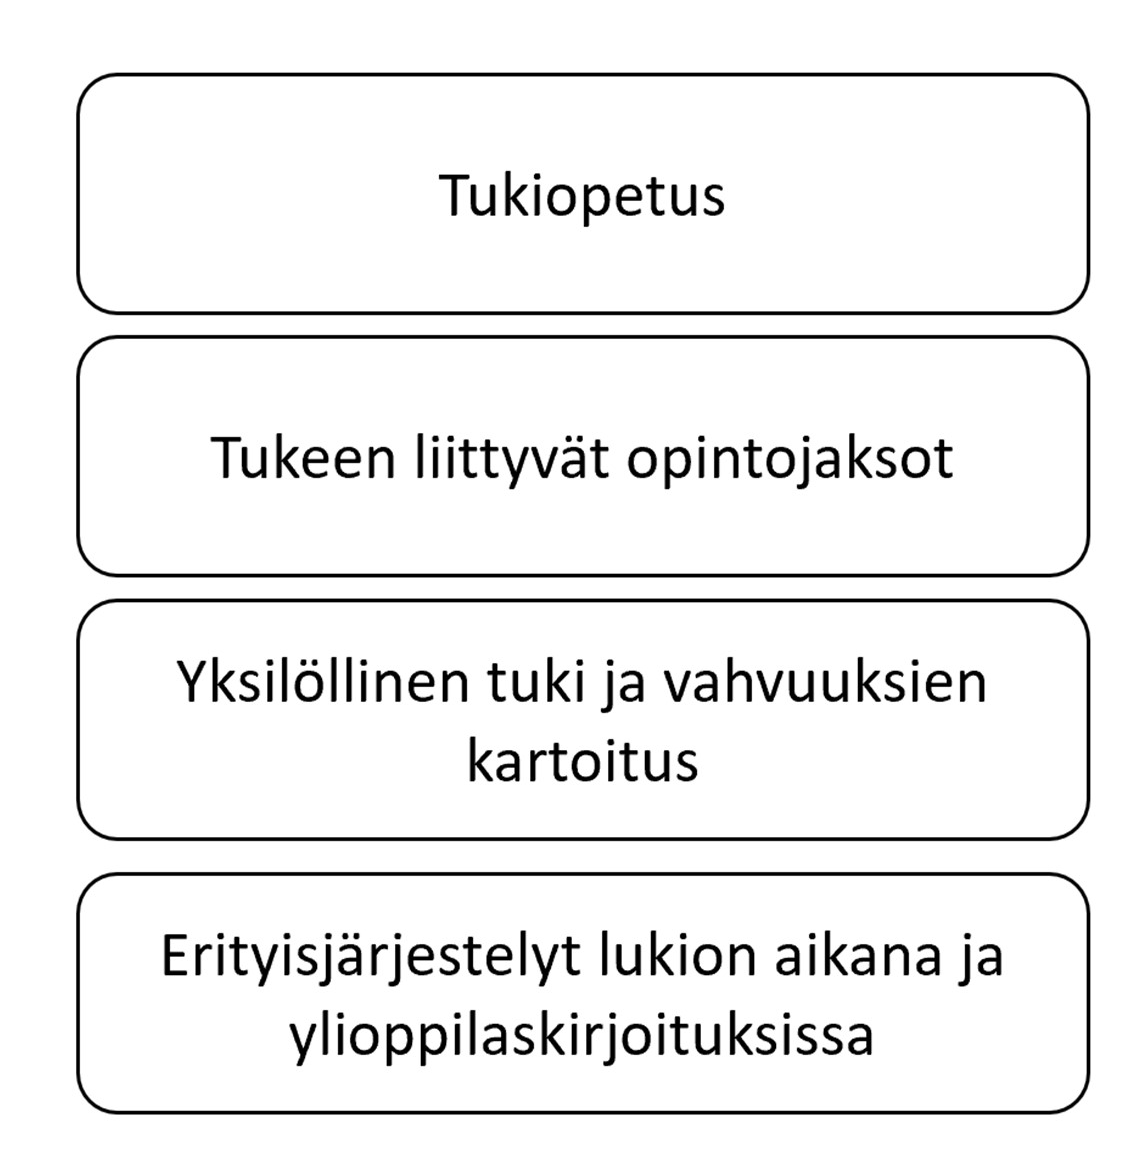 Tukiopetus
Tukeen liittyvät opintojaksot
Yksilöllinen tuki ja vahvuuksien
kartoitus
Erityisjärjestelyt lukion aikana ja
ylioppilaskirjoituksissa